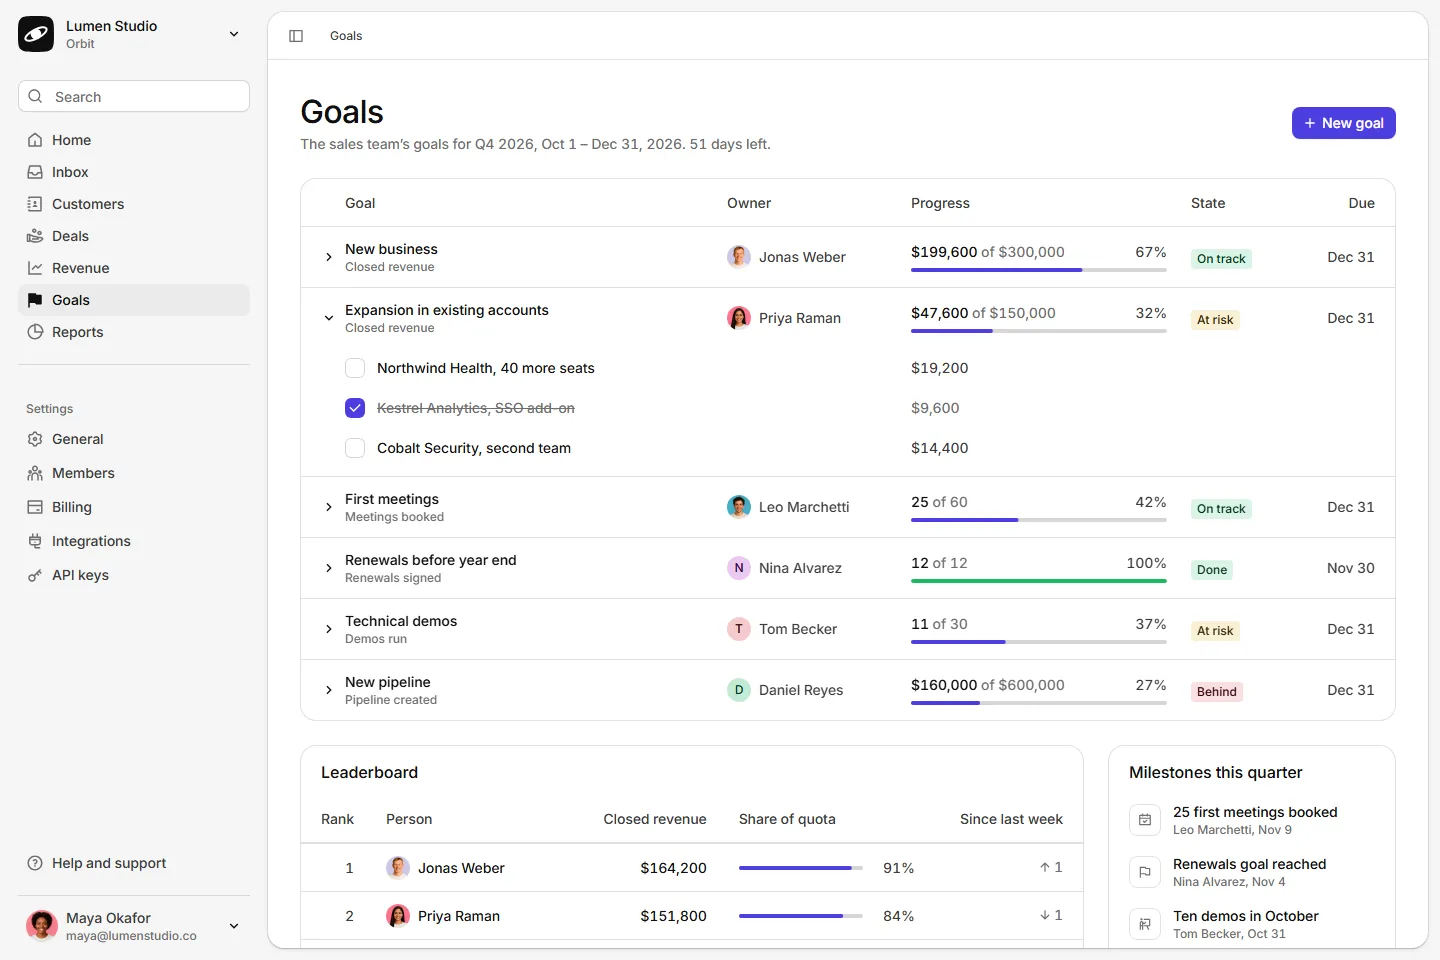 Lumen Studio
Orbit
Search
Home
Inbox
Customers
Deals
Revenue
Goals
Reports
Settings
General
Members
Billing
Integrations
API keys
Help and support
Maya Okafor
maya@lumenstudio.co
Goals
Goals
The sales team's goals for Q4 2026, Oct 1 – Dec 31, 2026. 51 days left.
+ New goal
Goal Owner Progress State Due
New business
Closed revenue
Jonas Weber
$199,600 of $300,000 67%
On track
Dec 31
Expansion in existing accounts
Closed revenue
Priya Raman
$47,600 of $150,000 32%
At risk
Dec 31
Northwind Health, 40 more seats $19,200
Kestrel Analytics, SSO add-on $9,600
Cobalt Security, second team $14,400
First meetings
Meetings booked
Leo Marchetti
25 of 60 42%
On track
Dec 31
Renewals before year end
Renewals signed
N Nina Alvarez
12 of 12 100%
Done
Nov 30
Technical demos
Demos run
T Tom Becker
11 of 30 37%
At risk
Dec 31
New pipeline
Pipeline created
D Daniel Reyes
$160,000 of $600,000 27%
Behind
Dec 31
Leaderboard
Rank Person Closed revenue Share of quota Since last week
1 Jonas Weber $164,200 91% ↑ 1
2 Priya Raman $151,800 84% ↓ 1
Milestones this quarter
25 first meetings booked
Leo Marchetti, Nov 9
Renewals goal reached
Nina Alvarez, Nov 4
Ten demos in October
Tom Becker, Oct 31